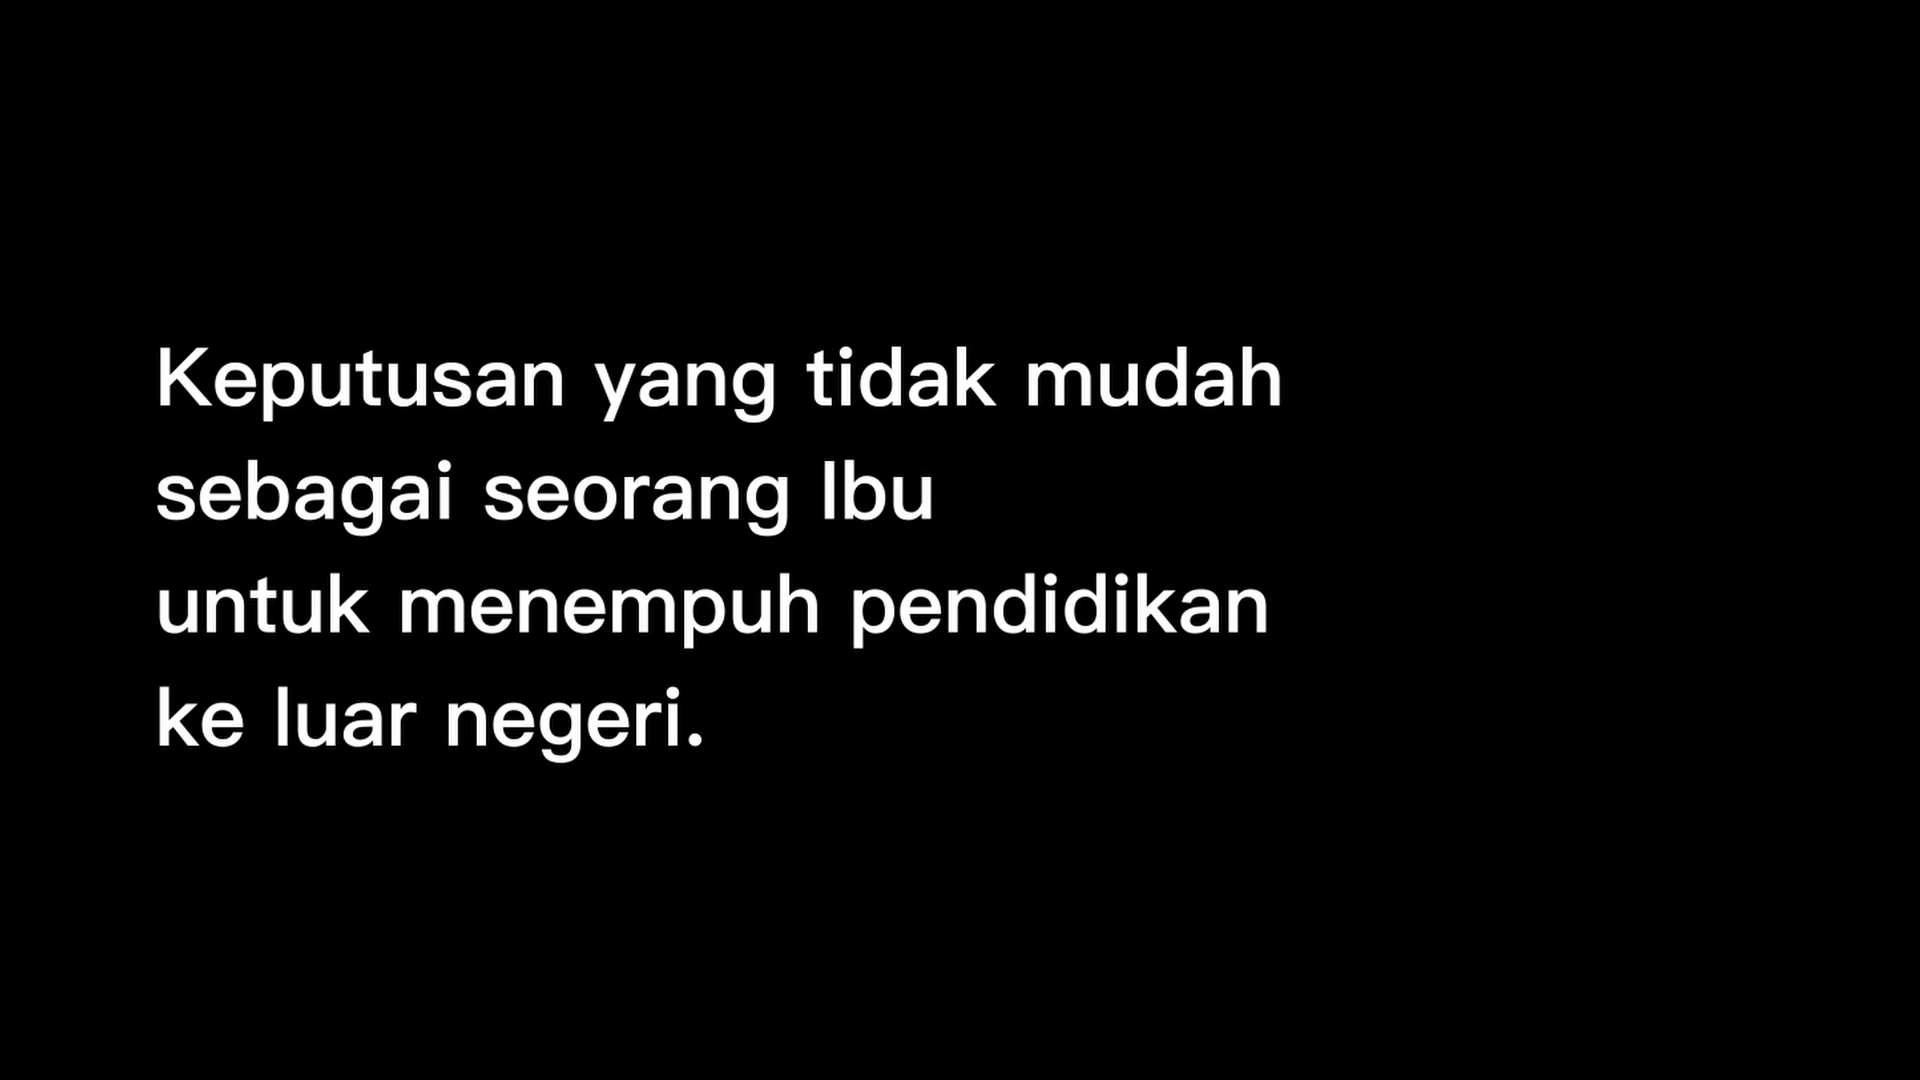 Keputusan yang tidak mudah
sebagai seorang Ibu
untuk menempuh pendidikan
ke luar negeri.